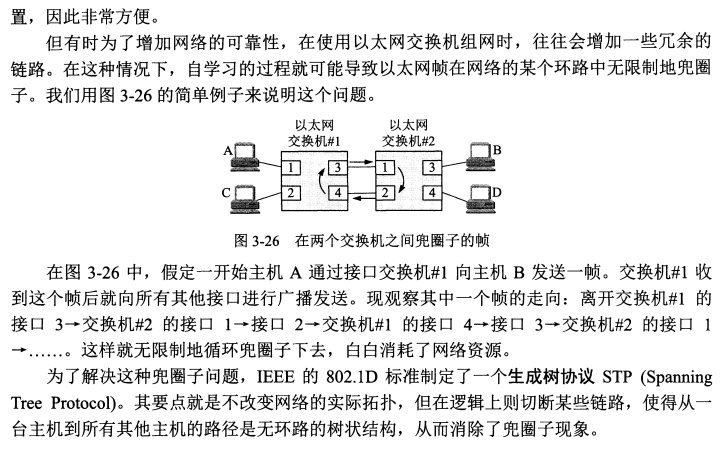 置，因此非常方便。
但有时为了增加网络的可靠性，在使用以太网交换机组网时，往往会增加一些冗余的
链路。在这种情况下，自学习的过程就可能导致以太网帧在网络的某个环路中无限制地兜圈
子。我们用图 3-26 的简单例子来说明这个问题。
以太网 以太网
交换机#1 交换机#2
A 1 3 1 3 B
C 2 4 2 4 D
图 3-26 在两个交换机之间兜圈子的帧
在图 3-26 中，假定一开始主机 A 通过接口交换机#1 向主机 B 发送一帧。交换机#1 收
到这个帧后就向所有其他接口进行广播发送。现观察其中一个帧的走向：离开交换机#1 的
接口 3→交换机#2 的接口 1→接口 2→交换机#1 的接口 4→接口 3→交换机#2 的接口 1
→……。这样就无限制地循环兜圈子下去，白白消耗了网络资源。
为了解决这种兜圈子问题，IEEE 的 802.1D 标准制定了一个生成树协议 STP (Spanning
Tree Protocol)。其要点就是不改变网络的实际拓扑，但在逻辑上则切断某些链路，使得从一
台主机到所有其他主机的路径是无环路的树状结构，从而消除了兜圈子现象。